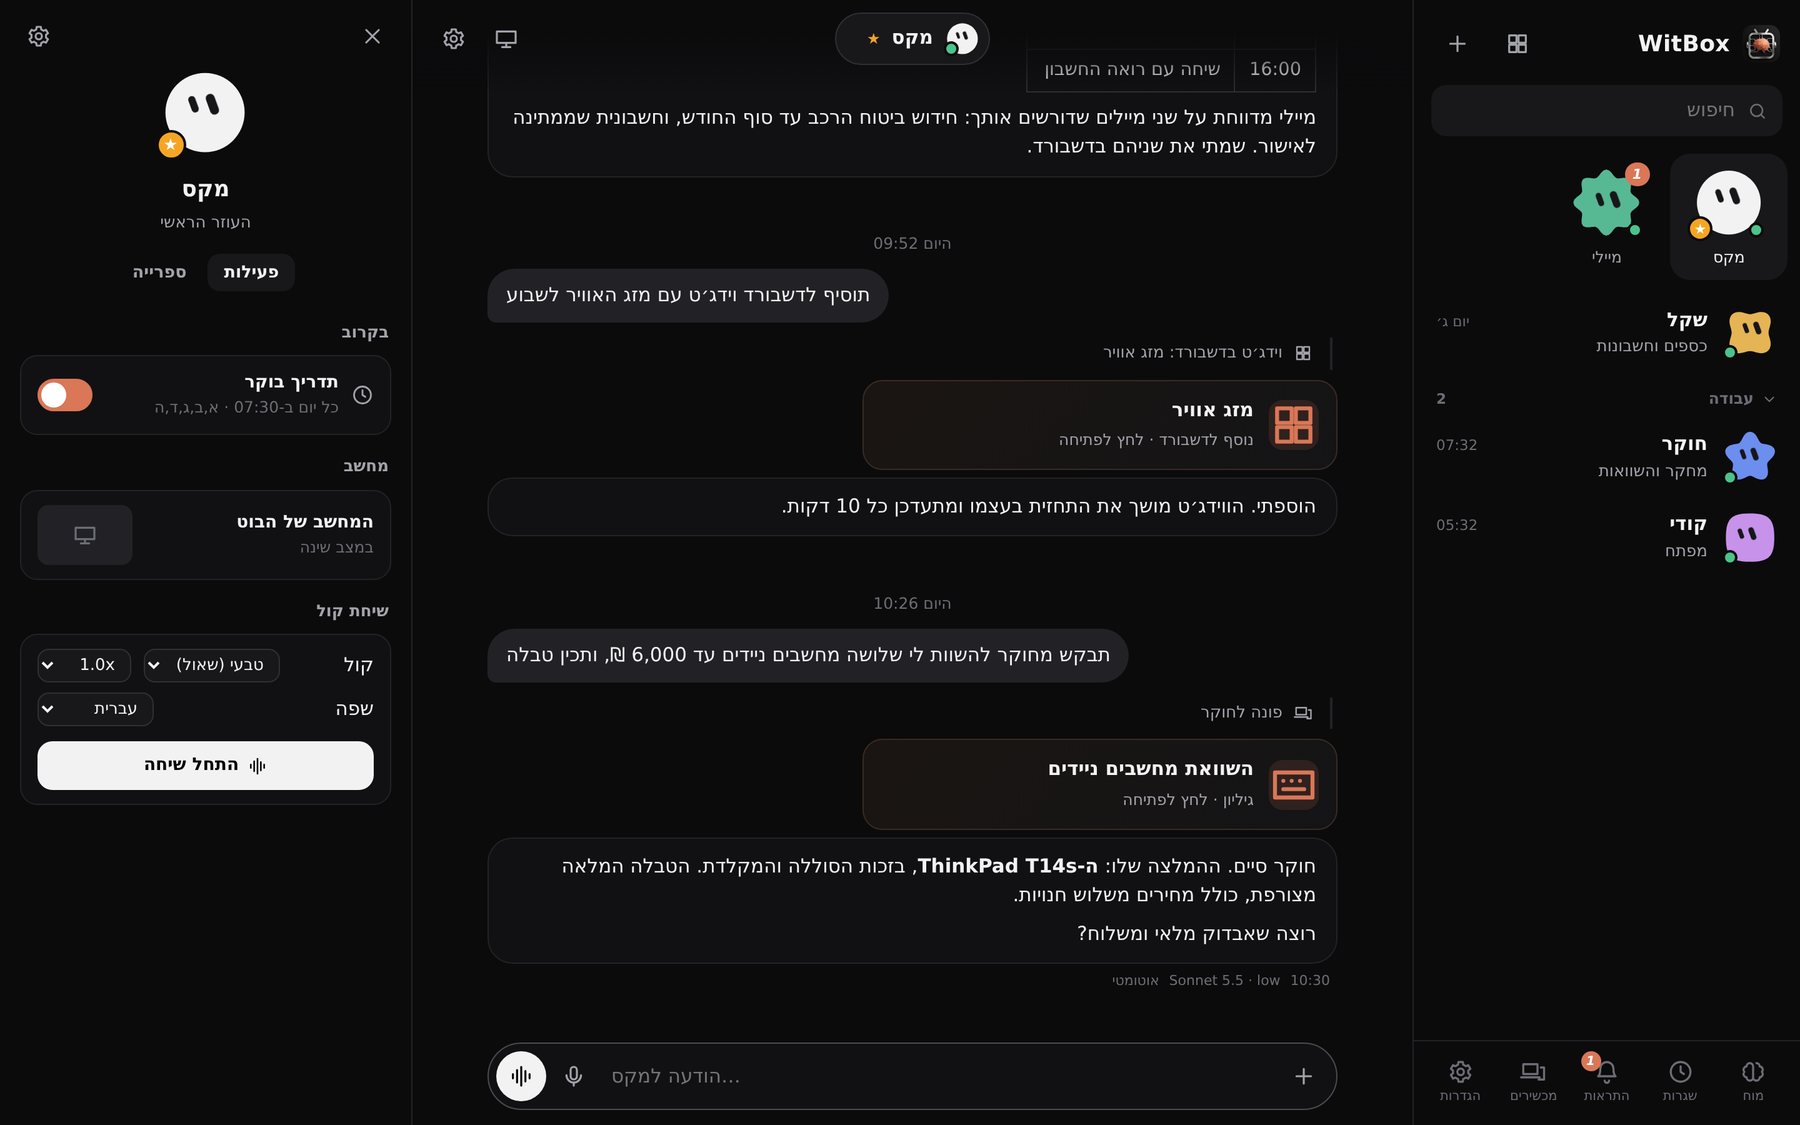 WitBox
חיפוש
1
מקס
מיילי
שקל
יום ג׳
כספים וחשבונות
עבודה
2
חוקר
07:32
מחקר והשוואות
קודי
05:32
מפתח
מוח
שגרות
1
התראות
מכשירים
הגדרות
מקס ★
16:00 שיחה עם רואה החשבון
מיילי מדווחת על שני מיילים שדורשים אותך: חידוש ביטוח הרכב עד סוף החודש, וחשבונית שממתינה
לאישור. שמתי את שניהם בדשבורד.
היום 09:52
תוסיף לדשבורד וידג׳ט עם מזג האוויר לשבוע
וידג׳ט בדשבורד: מזג אוויר
מזג אוויר
נוסף לדשבורד · לחץ לפתיחה
הוספתי. הווידג׳ט מושך את התחזית בעצמו ומתעדכן כל 10 דקות.
היום 10:26
תבקש מחוקר להשוות לי שלושה מחשבים ניידים עד 6,000 ₪, ותכין טבלה
פונה לחוקר
השוואת מחשבים ניידים
גיליון · לחץ לפתיחה
חוקר סיים. ההמלצה שלו: ה-ThinkPad T14s, בזכות הסוללה והמקלדת. הטבלה המלאה
מצורפת, כולל מחירים משלוש חנויות.
רוצה שאבדוק מלאי ומשלוח?
10:30 Sonnet 5.5 · low אוטומטי
הודעה למקס...
מקס
העוזר הראשי
פעילות
ספרייה
בקרוב
תדריך בוקר
כל יום ב-07:30 · א,ב,ג,ד,ה
מחשב
המחשב של הבוט
במצב שינה
שיחת קול
קול
טבעי (שאול)
1.0x
שפה
עברית
התחל שיחה